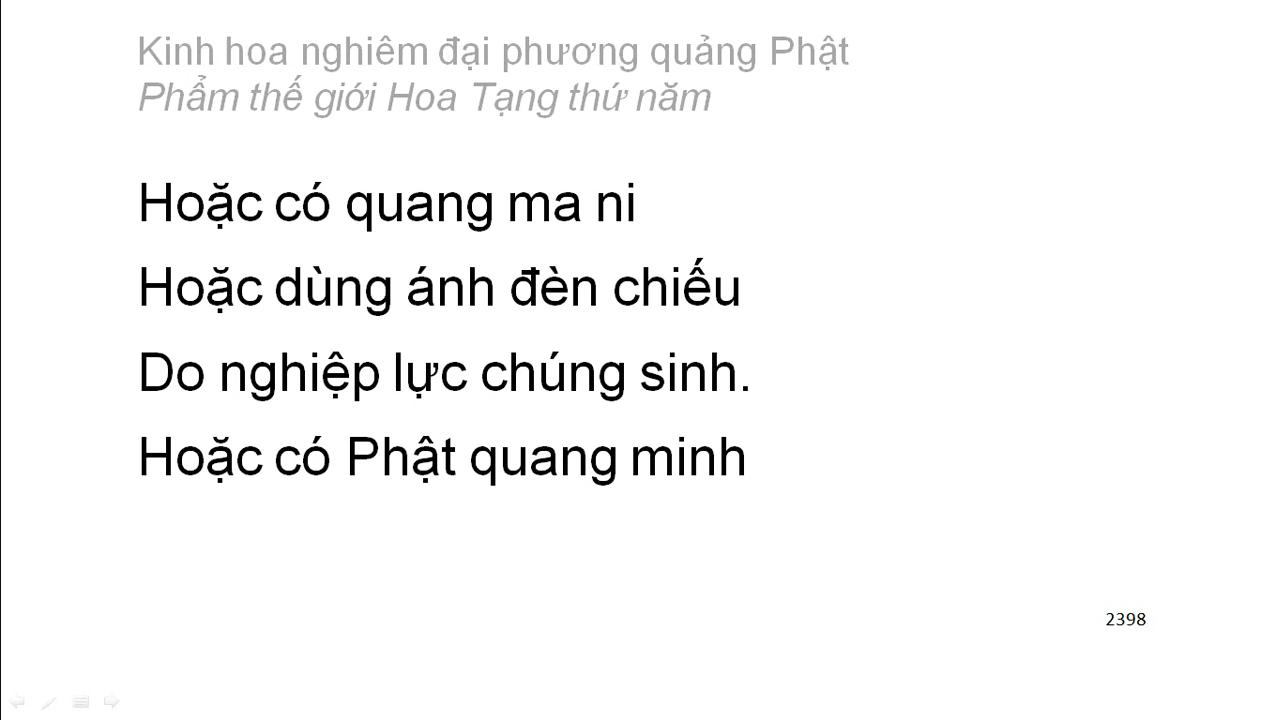 Kinh hoa nghiêm đại phương quảng Phật
Phẩm thế giới Hoa Tạng thứ năm
Hoặc có quang ma ni
Hoặc dùng ánh đèn chiếu
Do nghiệp lực chúng sinh.
Hoặc có Phật quang minh
2398